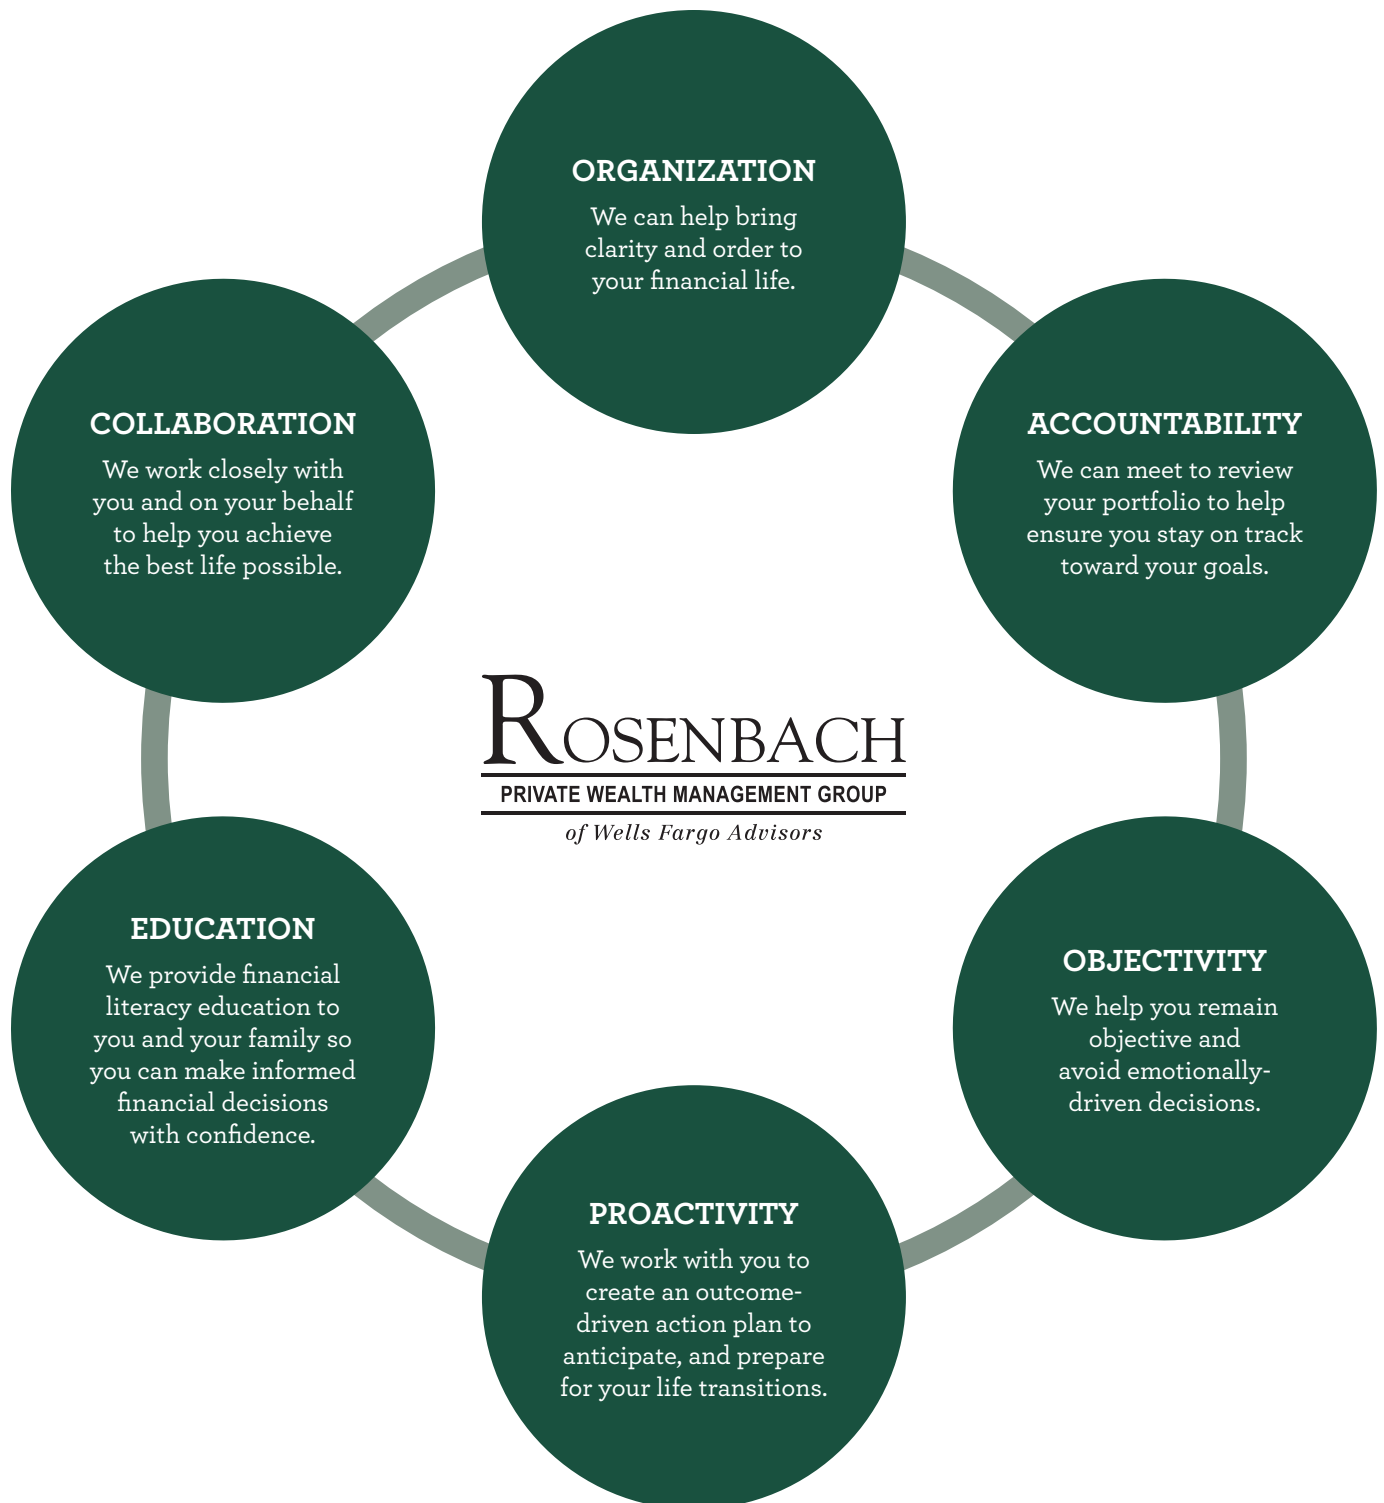 ORGANIZATION
We can help bring
clarity and order to
your financial life.
ACCOUNTABILITY
We can meet to review
your portfolio to help
ensure you stay on track
toward your goals.
OBJECTIVITY
We help you remain
objective and
avoid emotionally-
driven decisions.
PROACTIVITY
We work with you to
create an outcome-
driven action plan to
anticipate, and prepare
for your life transitions.
EDUCATION
We provide financial
literacy education to
you and your family so
you can make informed
financial decisions
with confidence.
COLLABORATION
We work closely with
you and on your behalf
to help you achieve
the best life possible.
ROSENBACH
PRIVATE WEALTH MANAGEMENT GROUP
of Wells Fargo Advisors